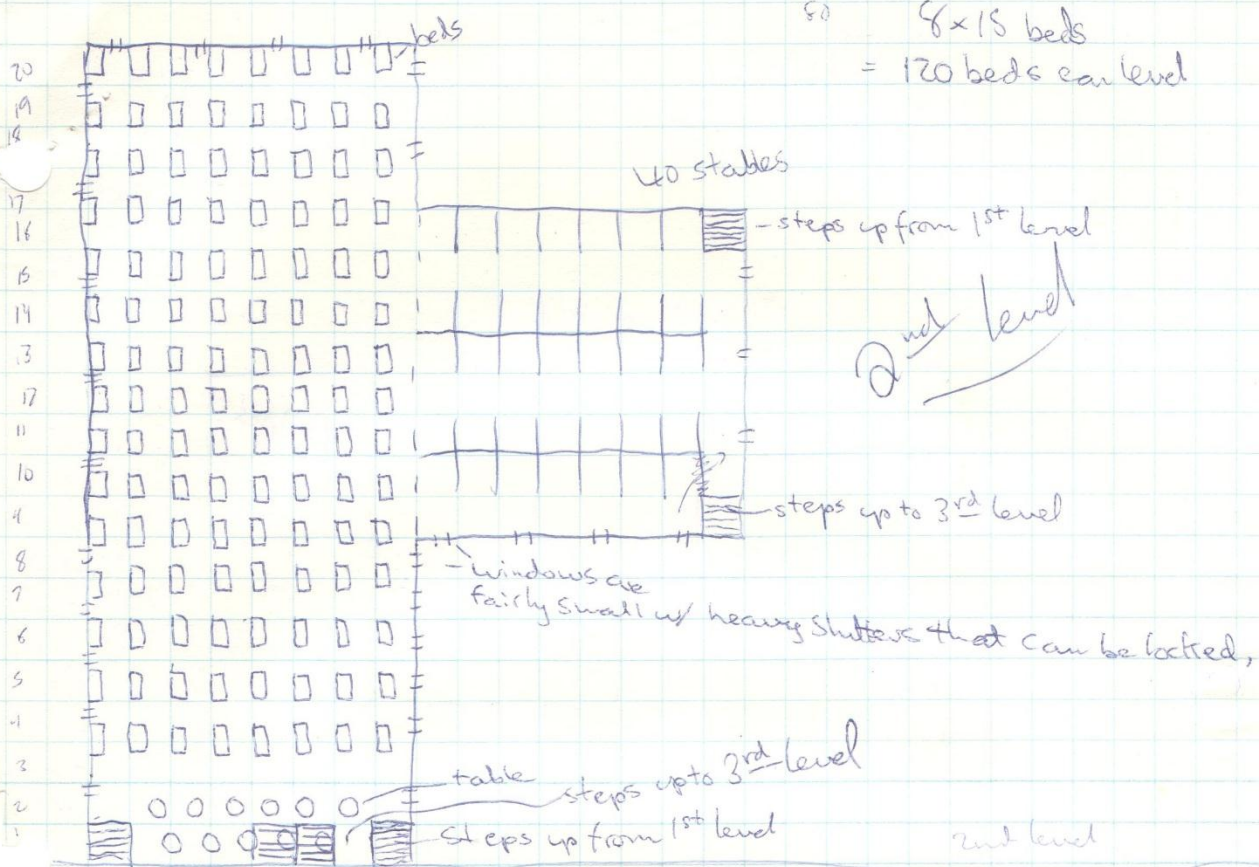 50
8x15 beds
= 120 beds ea level
beds
20
19
18
40 stables
17
16
steps up from 1st level
15
14
2nd level
13
12
11
10
9
steps up to 3rd level
8
windows are
fairly small w/ heavy shutters that can be locked,
7
6
5
4
3
table
steps up to 3rd level
2
1
steps up from 1st level
2nd level